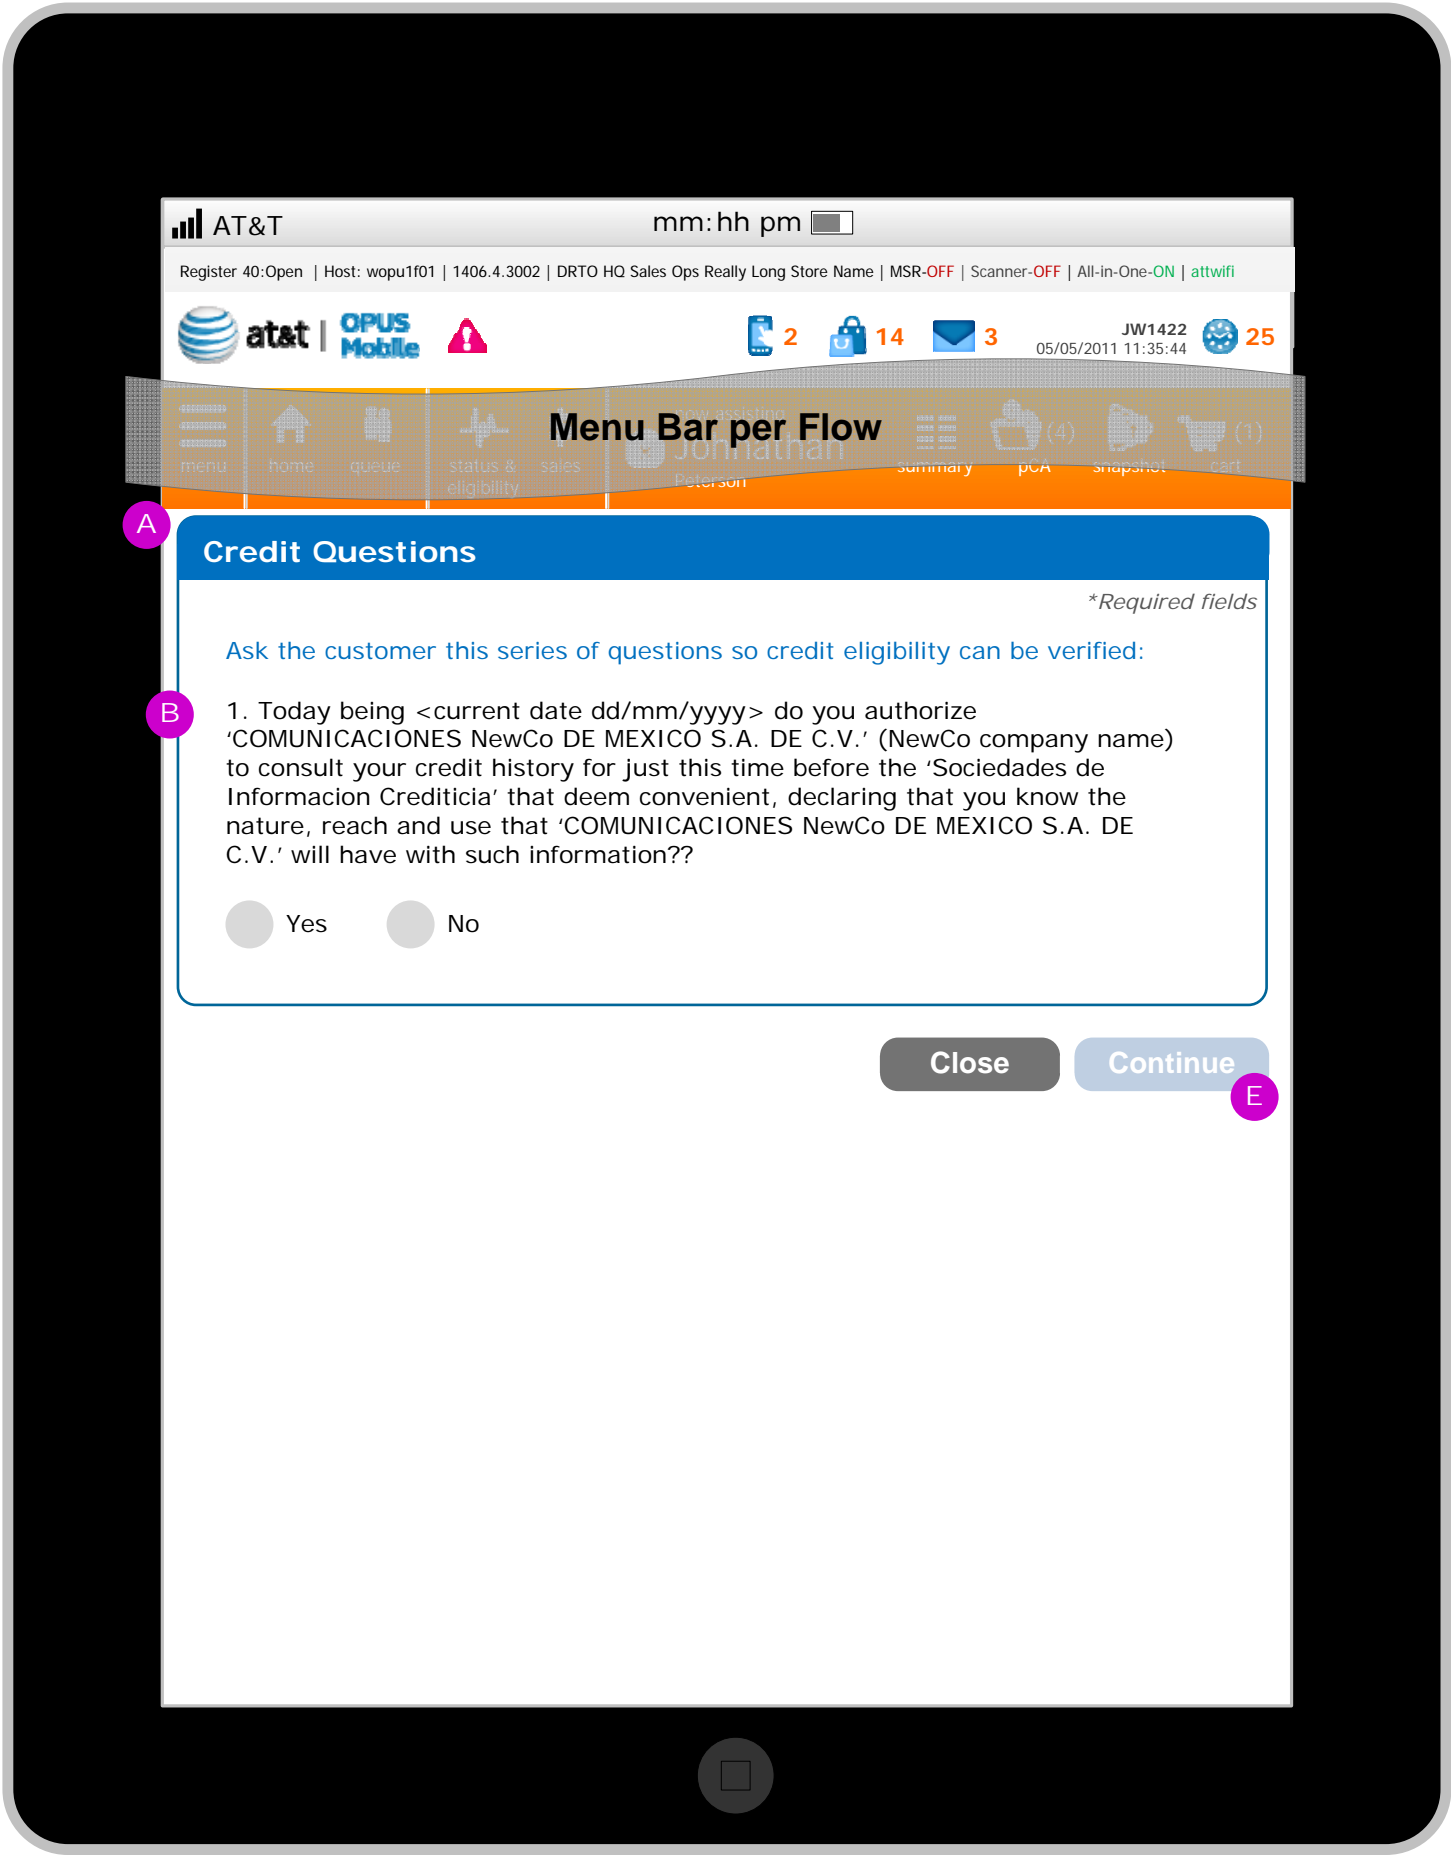 AT&T mm:hh pm
Register 40:Open | Host: wopu1f01 | 1406.4.3002 | DRTO HQ Sales Ops Really Long Store Name | MSR-OFF | Scanner-OFF | All-in-One-ON | attwifi
at&t | OPUS Mobile 2 14 3 JW1422 25
05/05/2011 11:35:44
Menu Bar per Flow
now assisting
Johnathan
Peterson
(4) (1)
menu home queue status & eligibility sales summary pCA snapshot cart
A
Credit Questions
*Required fields
Ask the customer this series of questions so credit eligibility can be verified:
B
1. Today being <current date dd/mm/yyyy> do you authorize
‘COMUNICACIONES NewCo DE MEXICO S.A. DE C.V.’ (NewCo company name)
to consult your credit history for just this time before the ‘Sociedades de
Informacion Crediticia’ that deem convenient, declaring that you know the
nature, reach and use that ‘COMUNICACIONES NewCo DE MEXICO S.A. DE
C.V.’ will have with such information??
Yes No
Close Continue
E